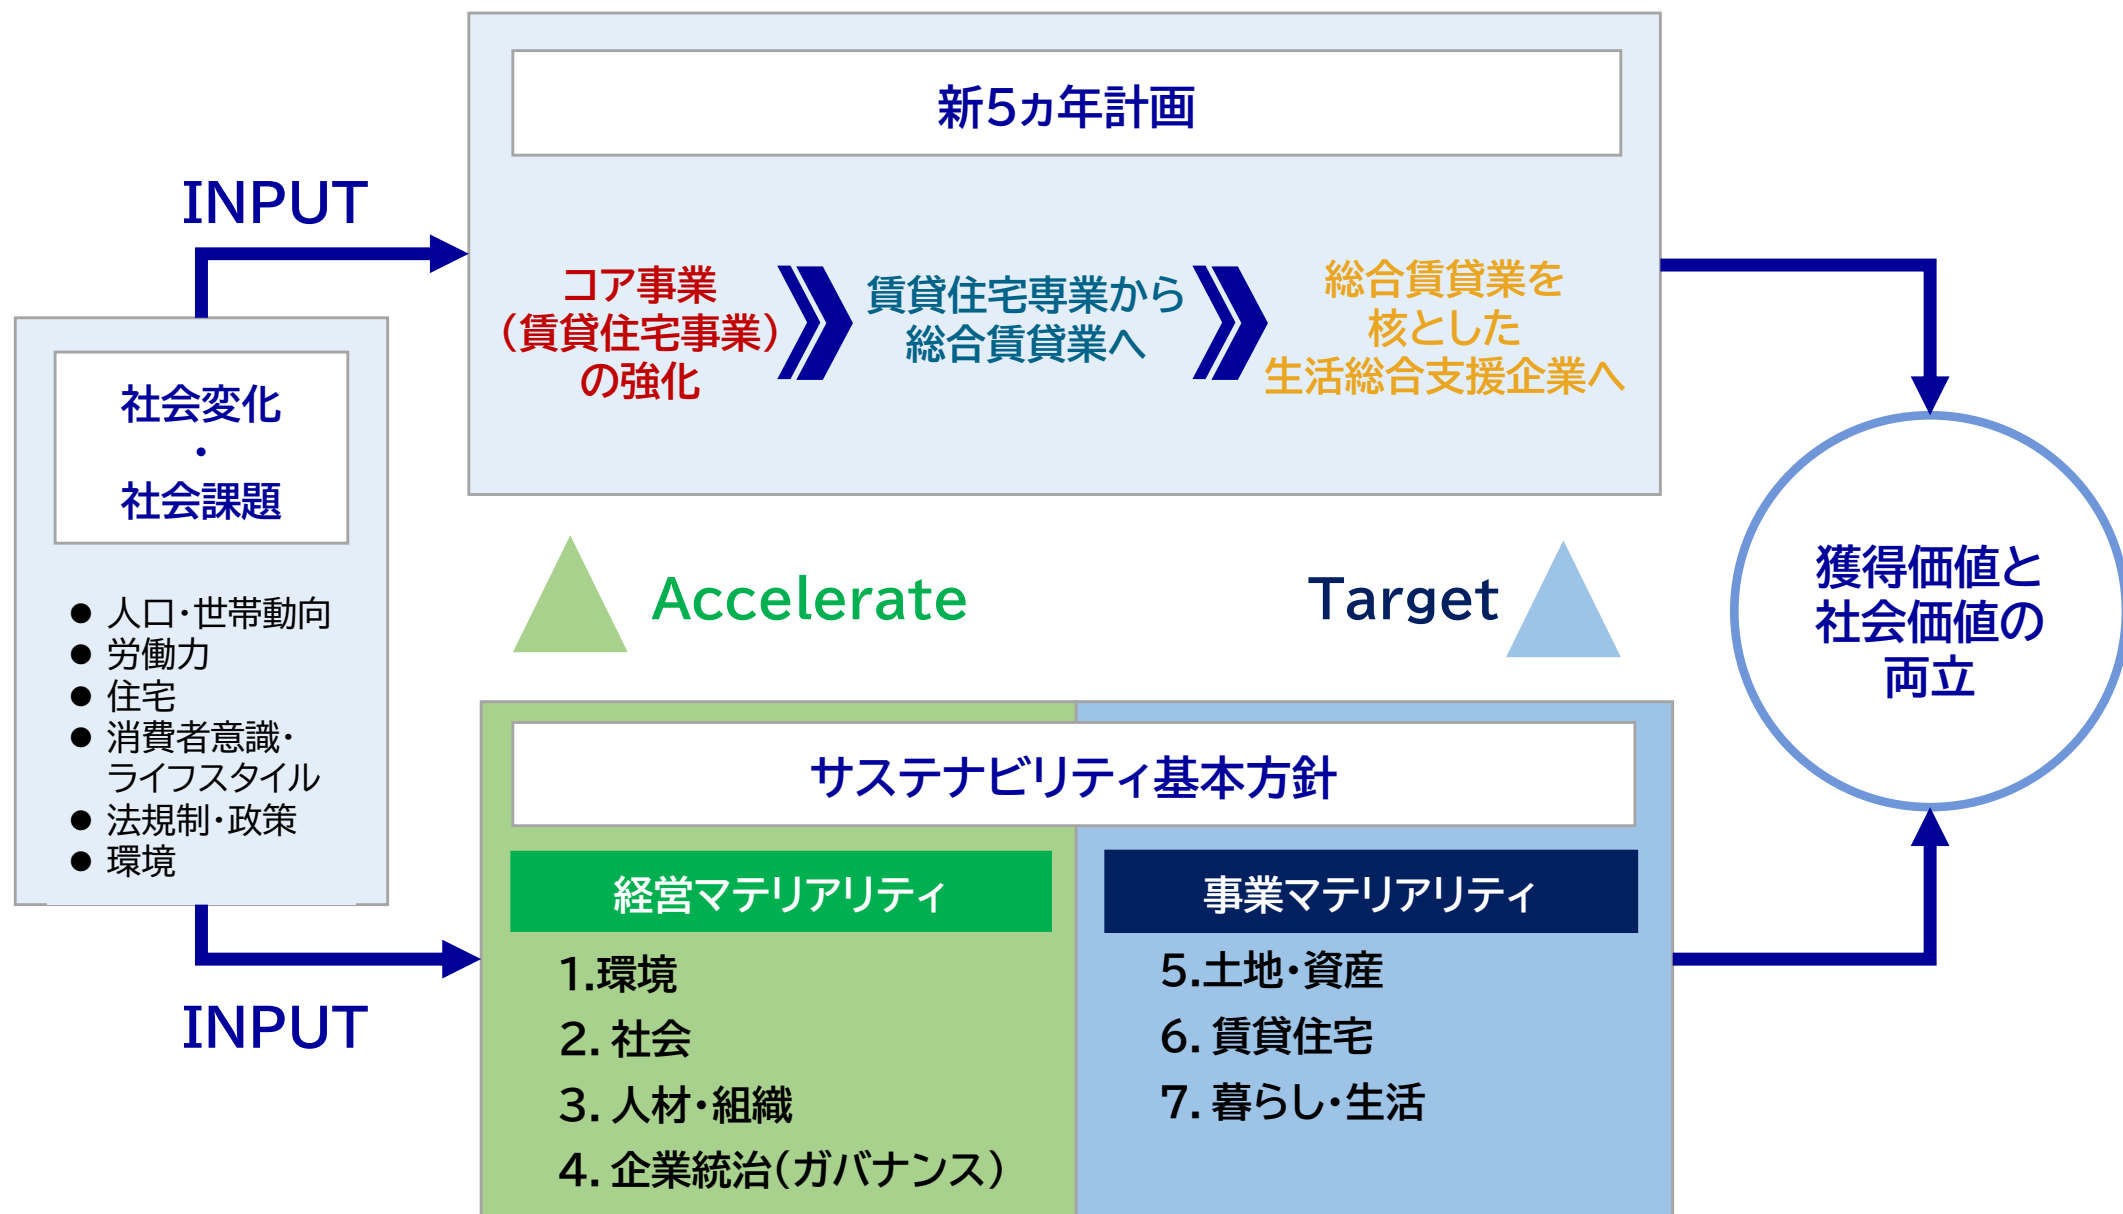 新5ヵ年計画
INPUT
コア事業
（賃貸住宅事業）
の強化
賃貸住宅専業から
総合賃貸業へ
総合賃貸業を
核とした
生活総合支援企業へ
社会変化
・
社会課題
● 人口・世帯動向
● 労働力
● 住宅
● 消費者意識・
ライフスタイル
● 法規制・政策
● 環境
Accelerate
Target
獲得価値と
社会価値の
両立
サステナビリティ基本方針
経営マテリアリティ
1.環境
2. 社会
3. 人材・組織
4. 企業統治（ガバナンス）
事業マテリアリティ
5.土地・資産
6. 賃貸住宅
7. 暮らし・生活
INPUT